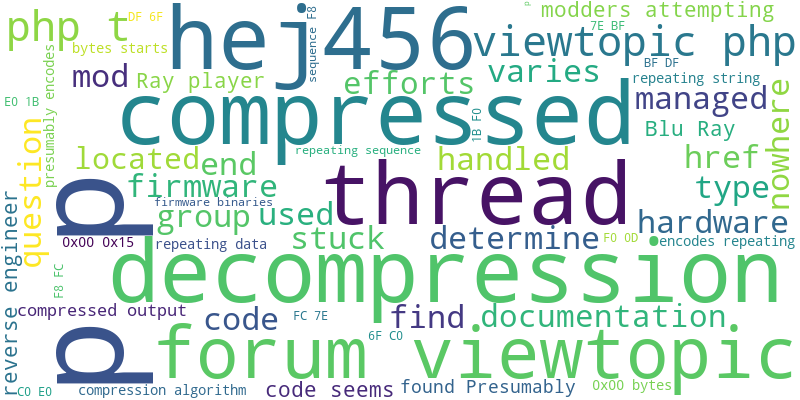 php t
DF 6F
hej456
sequence F8
p
modders attempting
7E BF
viewtopic php
bytes starts
mod
Ray player
efforts
varies
BF DF
repeating string
E0 1B
presumably encodes
compressed
1B F0
managed
nowhere
Blu Ray
question
located
end
repeating sequence
handled
href
p
firmware
thread
type
firmware binaries
group
used
hardware
reverse engineer
0x00 0x15
repeating data
stuck
determine
F0 0D
encodes repeating
F8 FC
decompression
compressed output
code
FC 7E
find
documentation
p
forum viewtopic
6F C0
C0 E0
compression algorithm
code seems
found Presumably
0x00 bytes